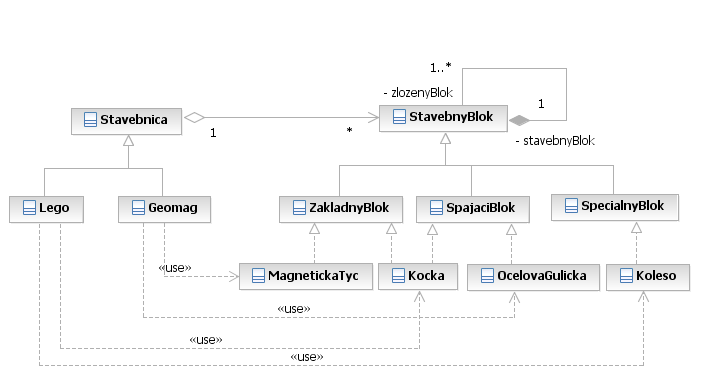 1..*
- zlozenyBlok
1
Stavebnica
1
*
StavebnyBlok
- stavebnyBlok
Lego
Geomag
ZakladnyBlok
SpajaciBlok
SpecialnyBlok
«use»
MagnetickaTyc
Kocka
OcelovaGulicka
Koleso
«use»
«use»
«use»